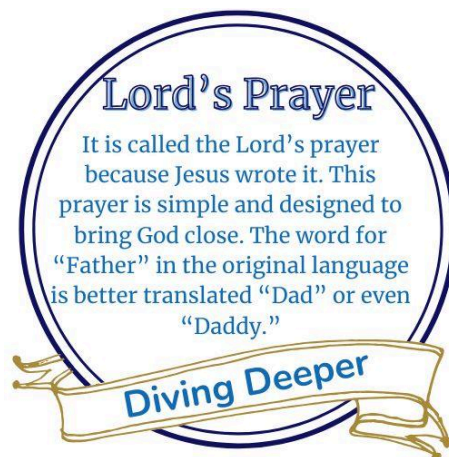 Lord’s Prayer
It is called the Lord’s prayer
because Jesus wrote it. This
prayer is simple and designed to
bring God close. The word for
“Father” in the original language
is better translated “Dad” or even
“Daddy.”
Diving Deeper